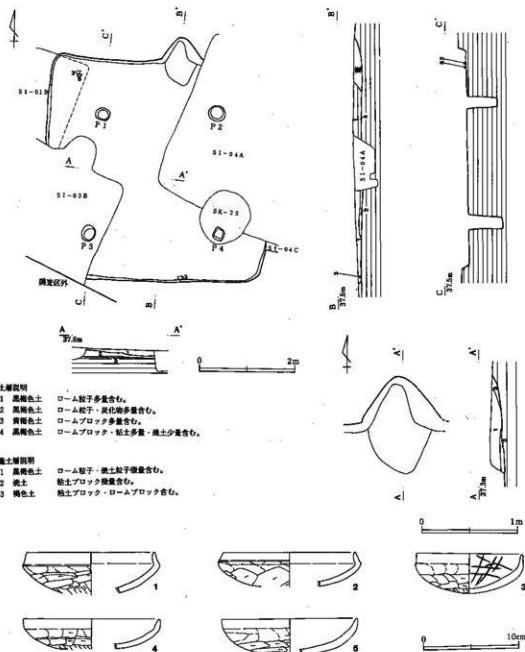 B'
C'
SI-01B
P1
P2
A
SI-04A
A'
SI-03B
SK-25
P3
P4
SI-04C
調査区外
C
B
B'
SI-04A
B
37.5m
C'
C
37.5m
A
37.5m
A'
0
2m
土層説明
1 黒褐色土 ローム粒子多量含む。
2 黒褐色土 ローム粒子・炭化物多量含む。
3 黄褐色土 ロームブロック多量含む。
4 黒褐色土 ロームブロック・粘土多量・焼土少量含む。
土層説明
1 黒褐色土 ローム粒子・焼土粒子微量含む。
2 焼土 粘土ブロック微量含む。
3 褐色土 粘土ブロック・ロームブロック含む。
A'
A
A'
A
37.3m
0
1m
1
2
3
4
5
0
10cm